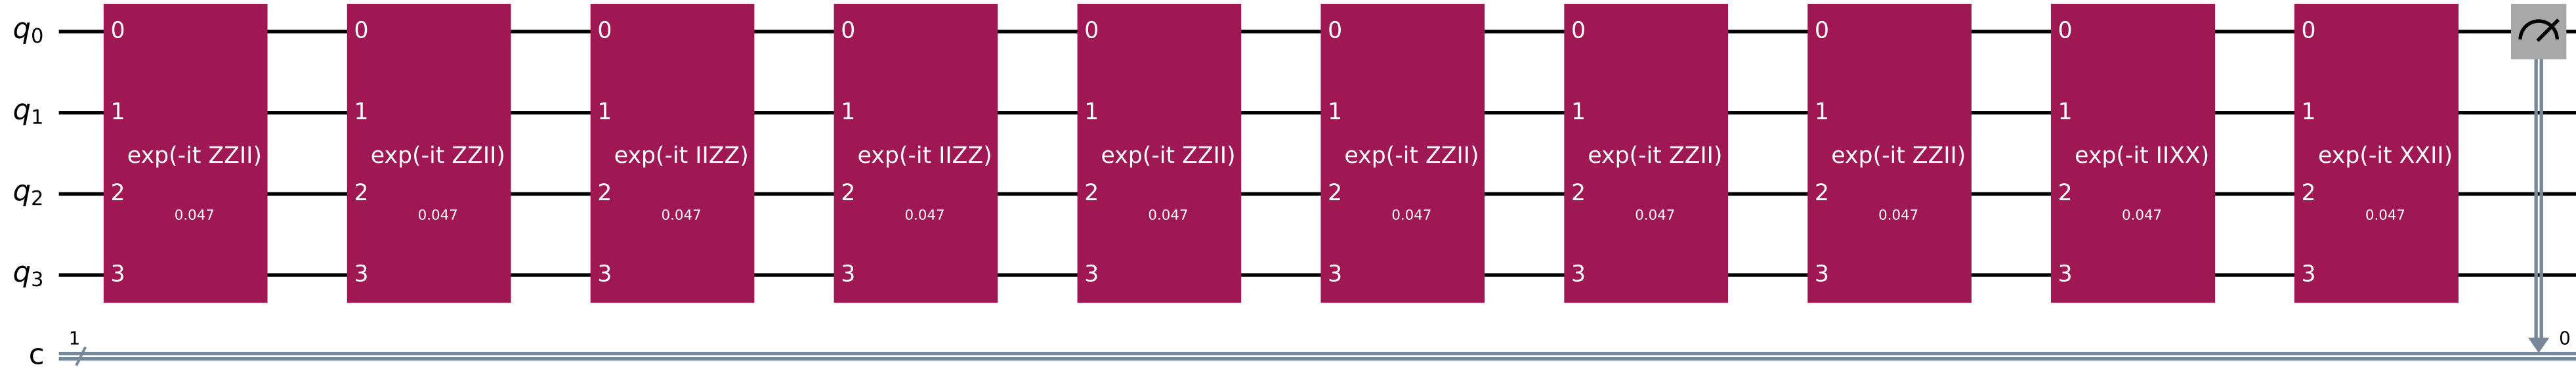 q0 0 0 0 0 0 0 0 0 0 0
q1 1 1 1 1 1 1 1 1 1 1
exp(-it ZZII) exp(-it ZZII) exp(-it IIZZ) exp(-it IIZZ) exp(-it ZZII) exp(-it ZZII) exp(-it ZZII) exp(-it ZZII) exp(-it IIXX) exp(-it XXII)
q2 2 2 2 2 2 2 2 2 2 2
0.047 0.047 0.047 0.047 0.047 0.047 0.047 0.047 0.047 0.047
q3 3 3 3 3 3 3 3 3 3 3
1 0
c